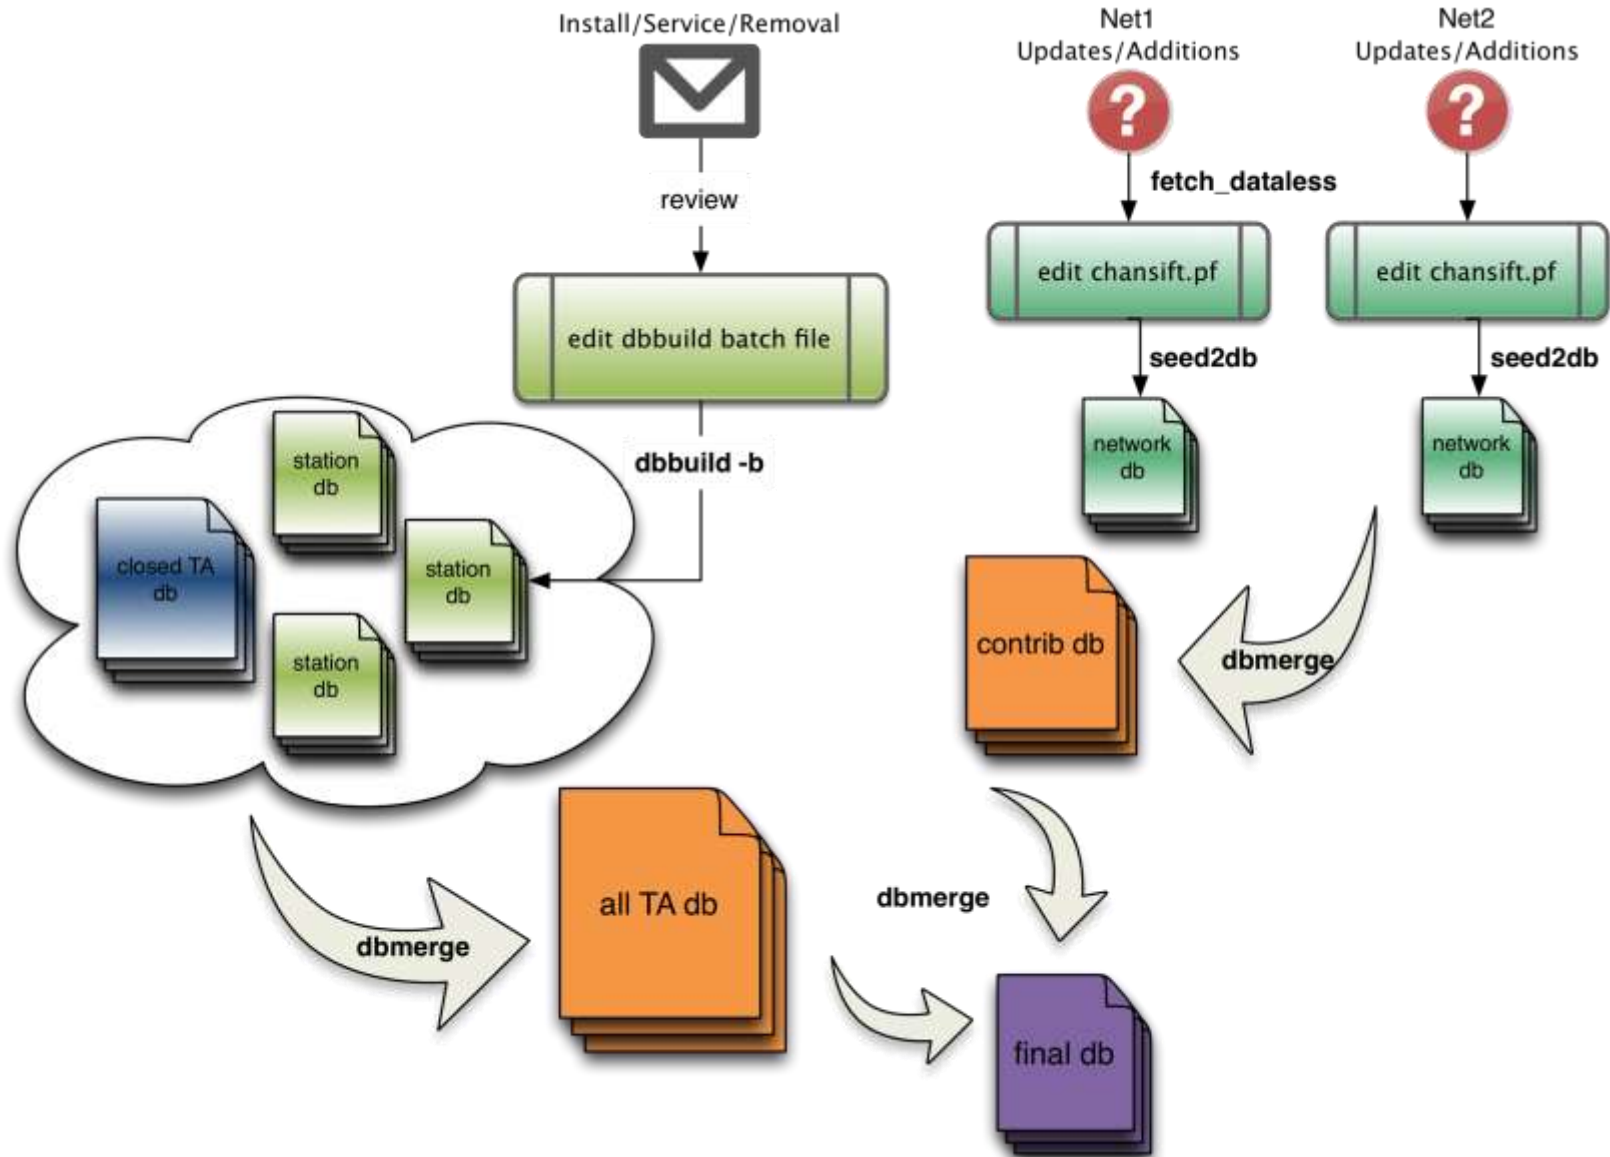 Install/Service/Removal
Net1
Updates/Additions
Net2
Updates/Additions
?
?
fetch_dataless
review
edit chansift.pf
edit chansift.pf
edit dbbuild batch file
seed2db
seed2db
network
db
network
db
dbbuild -b
station
db
closed TA
db
station
db
station
db
contrib db
dbmerge
all TA db
dbmerge
dbmerge
final db